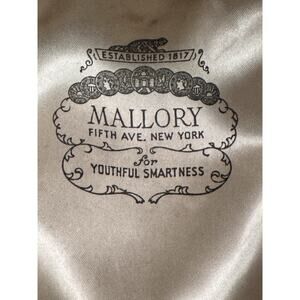 ESTABLISHED 1817
MALLORY
FIFTH AVE. NEW YORK
for
YOUTHFUL SMARTNESS